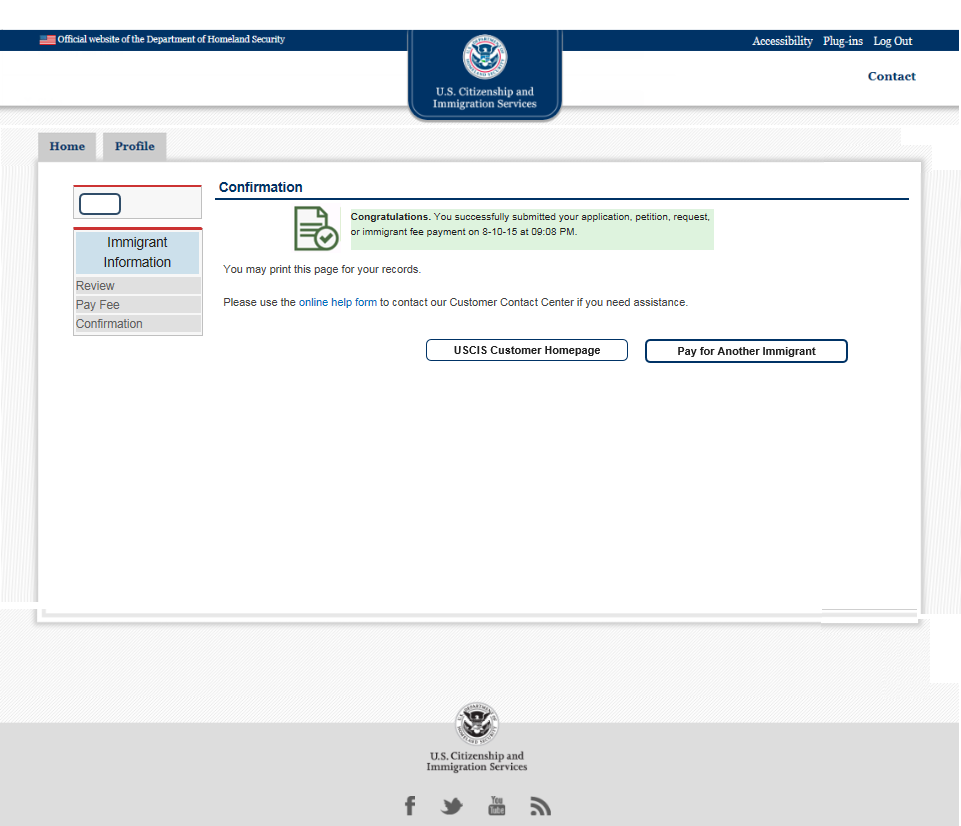 Official website of the Department of Homeland Security
Accessibility Plug-ins Log Out
U.S. Citizenship and
Immigration Services
Contact
Home Profile
Confirmation
Congratulations. You successfully submitted your application, petition, request,
or immigrant fee payment on 8-10-15 at 09:08 PM.
Immigrant
Information
Review
Pay Fee
Confirmation
You may print this page for your records.
Please use the online help form to contact our Customer Contact Center if you need assistance.
USCIS Customer Homepage
Pay for Another Immigrant
U.S. Citizenship and
Immigration Services
You
Tube